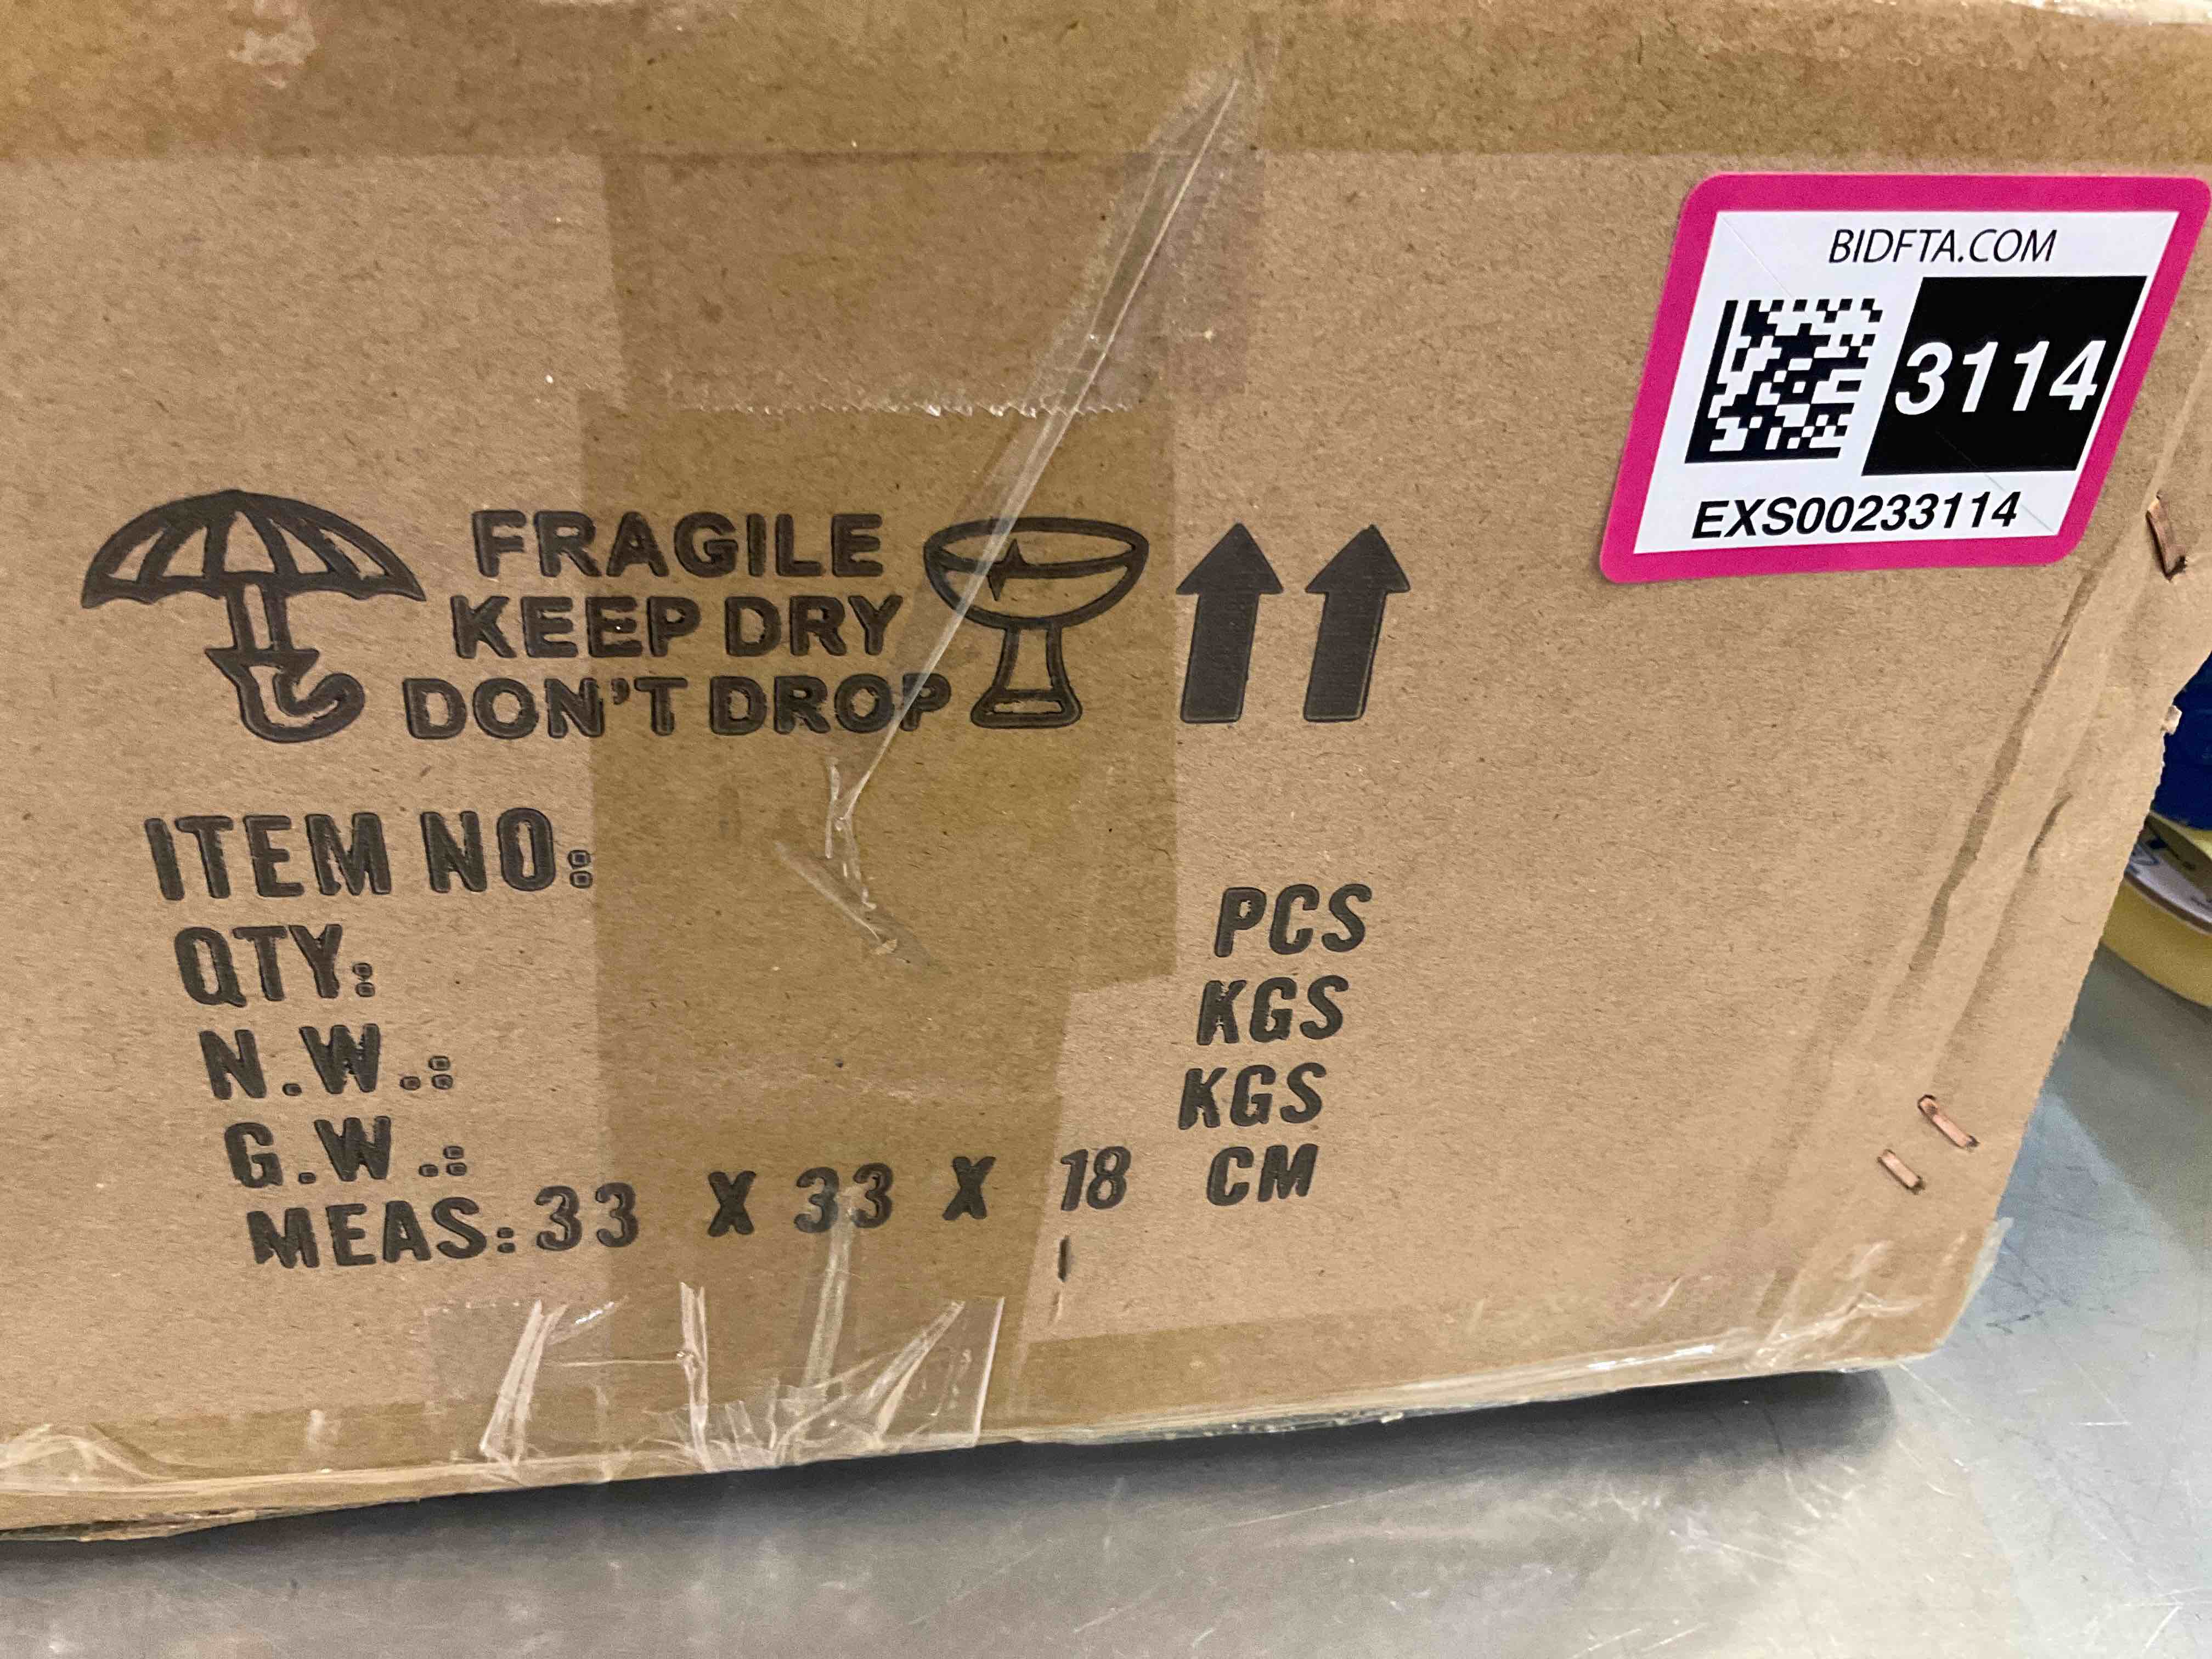 BIDFTA.COM
3114
EXS00233114
FRAGILE
KEEP DRY
DON'T DROP
ITEM NO:
QTY: PCS
N.W.: KGS
G.W.: KGS
MEAS: 33 X 33 X 18 CM